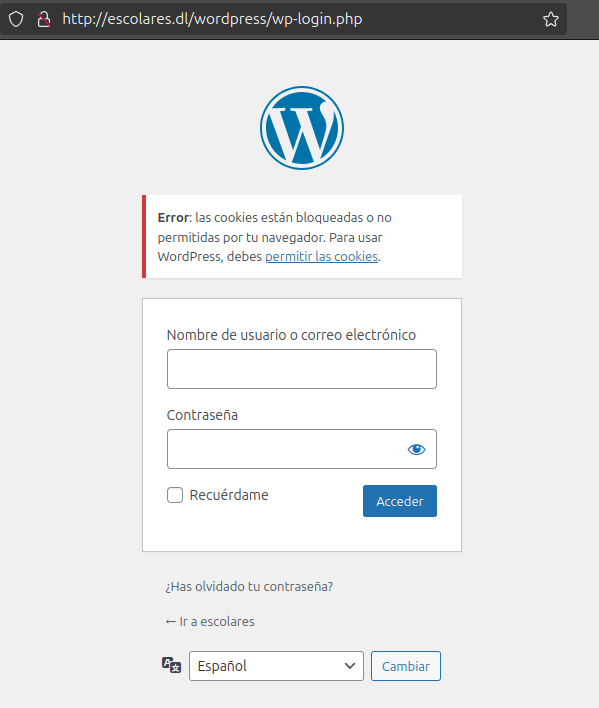 http://escolares.dl/wordpress/wp-login.php
Error: las cookies están bloqueadas o no
permitidas por tu navegador. Para usar
WordPress, debes permitir las cookies.
Nombre de usuario o correo electrónico
Contraseña
Recuérdame
Acceder
¿Has olvidado tu contraseña?
← Ir a escolares
Español
Cambiar